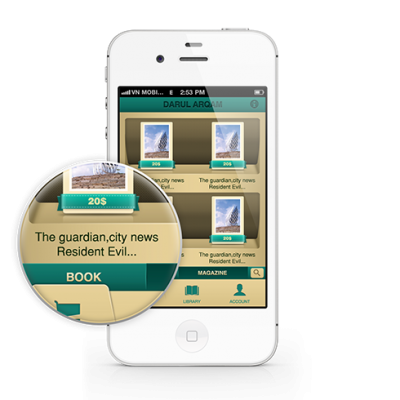 VN MOBI... E 2:53 PM
DARUL ARQAM
20$ 20$
The guardian,city news The guardian,city news
Resident Evil... Resident Evil...
20$
MAGAZINE
LIBRARY ACCOUNT
20$
The guardian,city news
Resident Evil...
BOOK